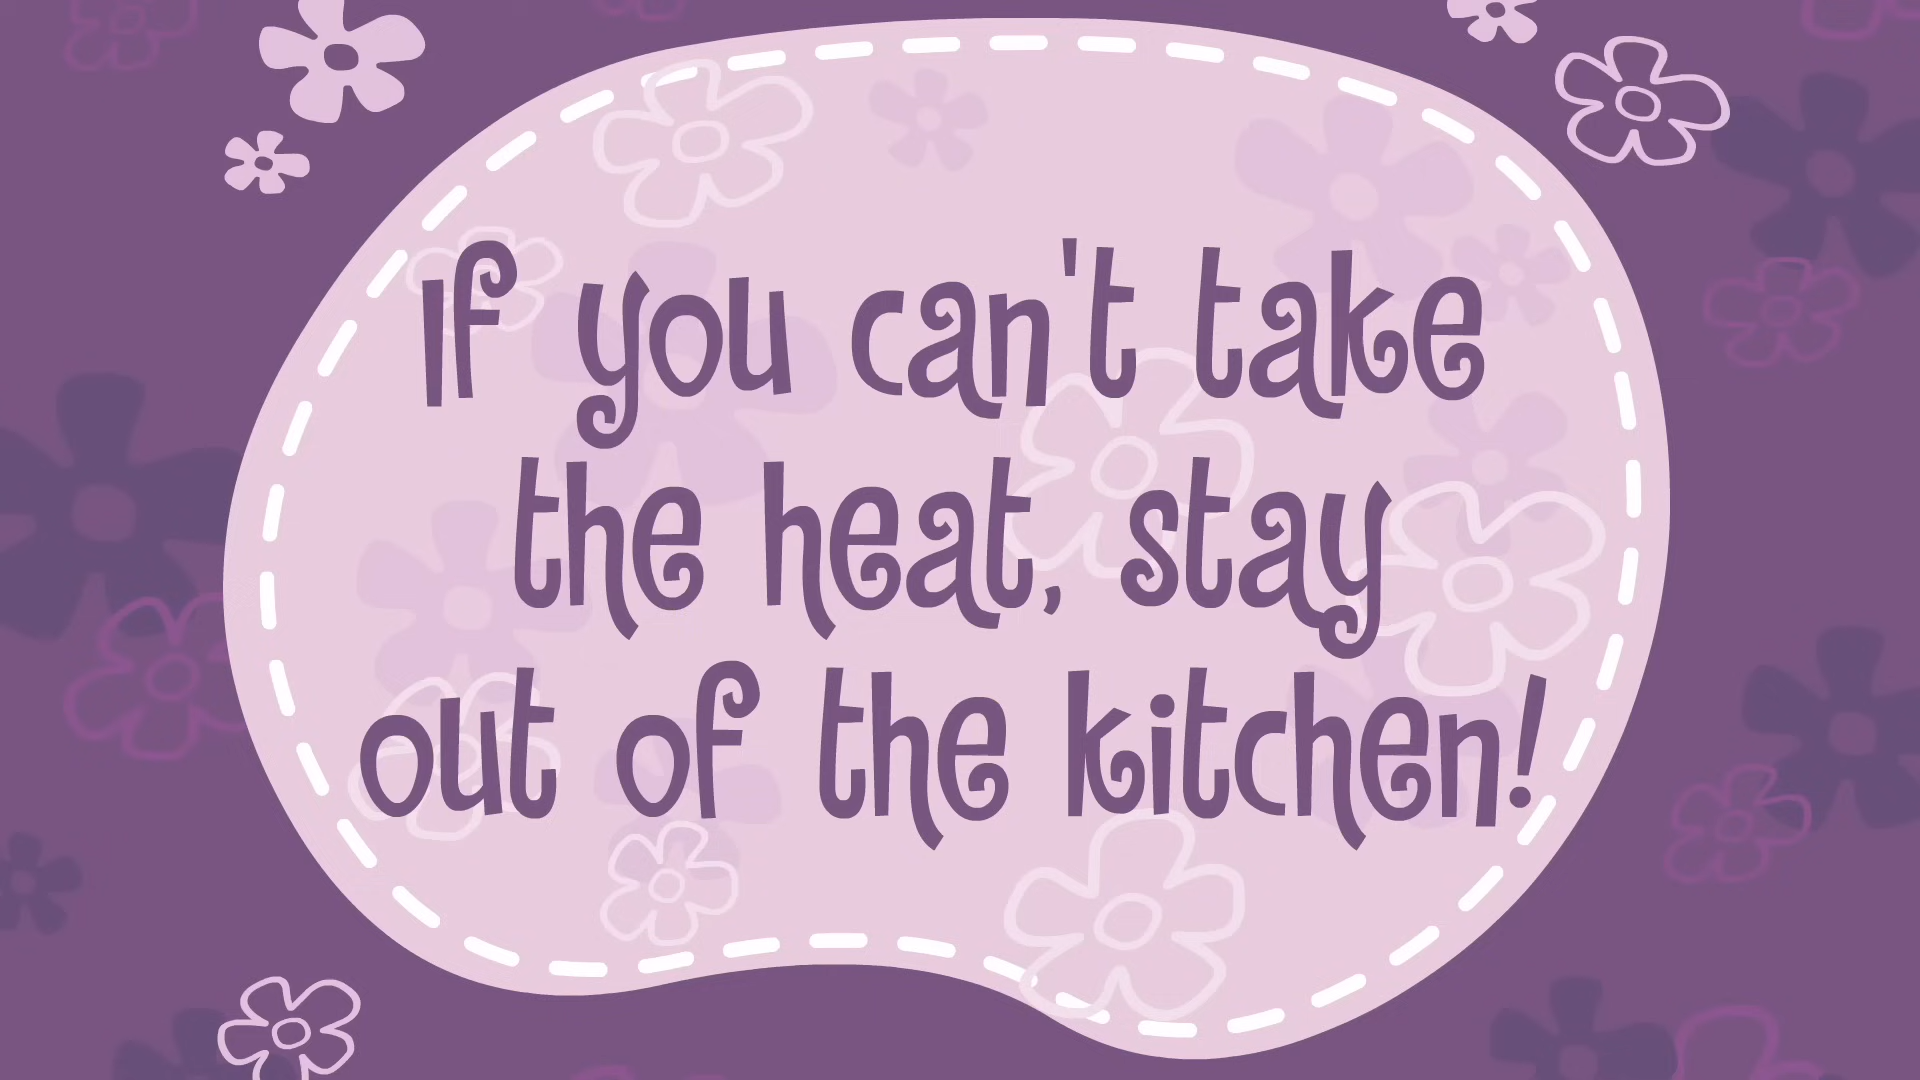 If you can't take
the heat, stay
out of the kitchen!